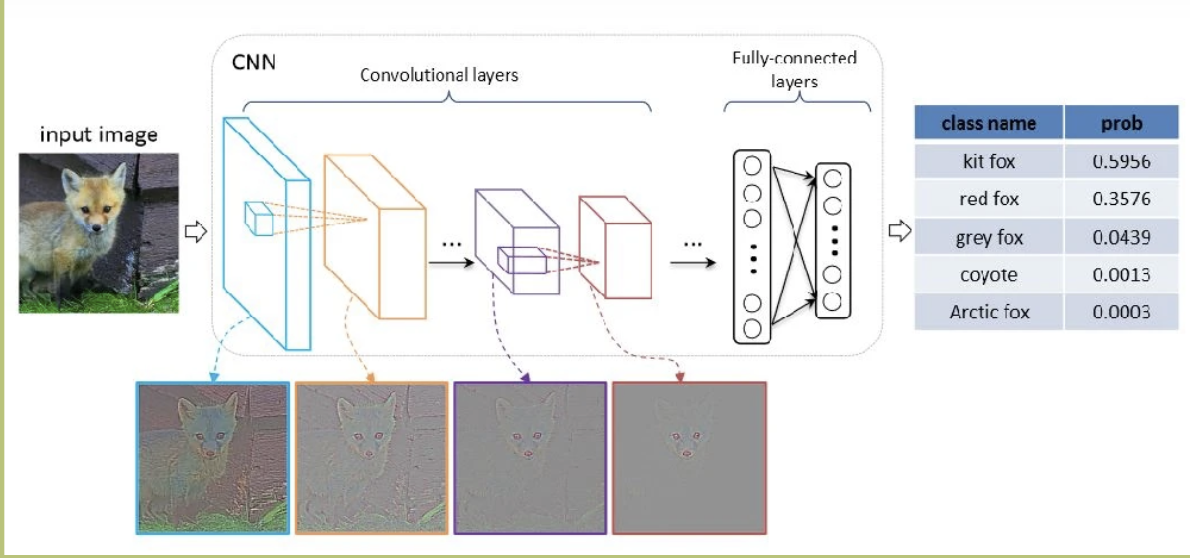 CNN
Convolutional layers
Fully-connected
layers
input image
...
...
class name prob
kit fox 0.5956
red fox 0.3576
grey fox 0.0439
coyote 0.0013
Arctic fox 0.0003